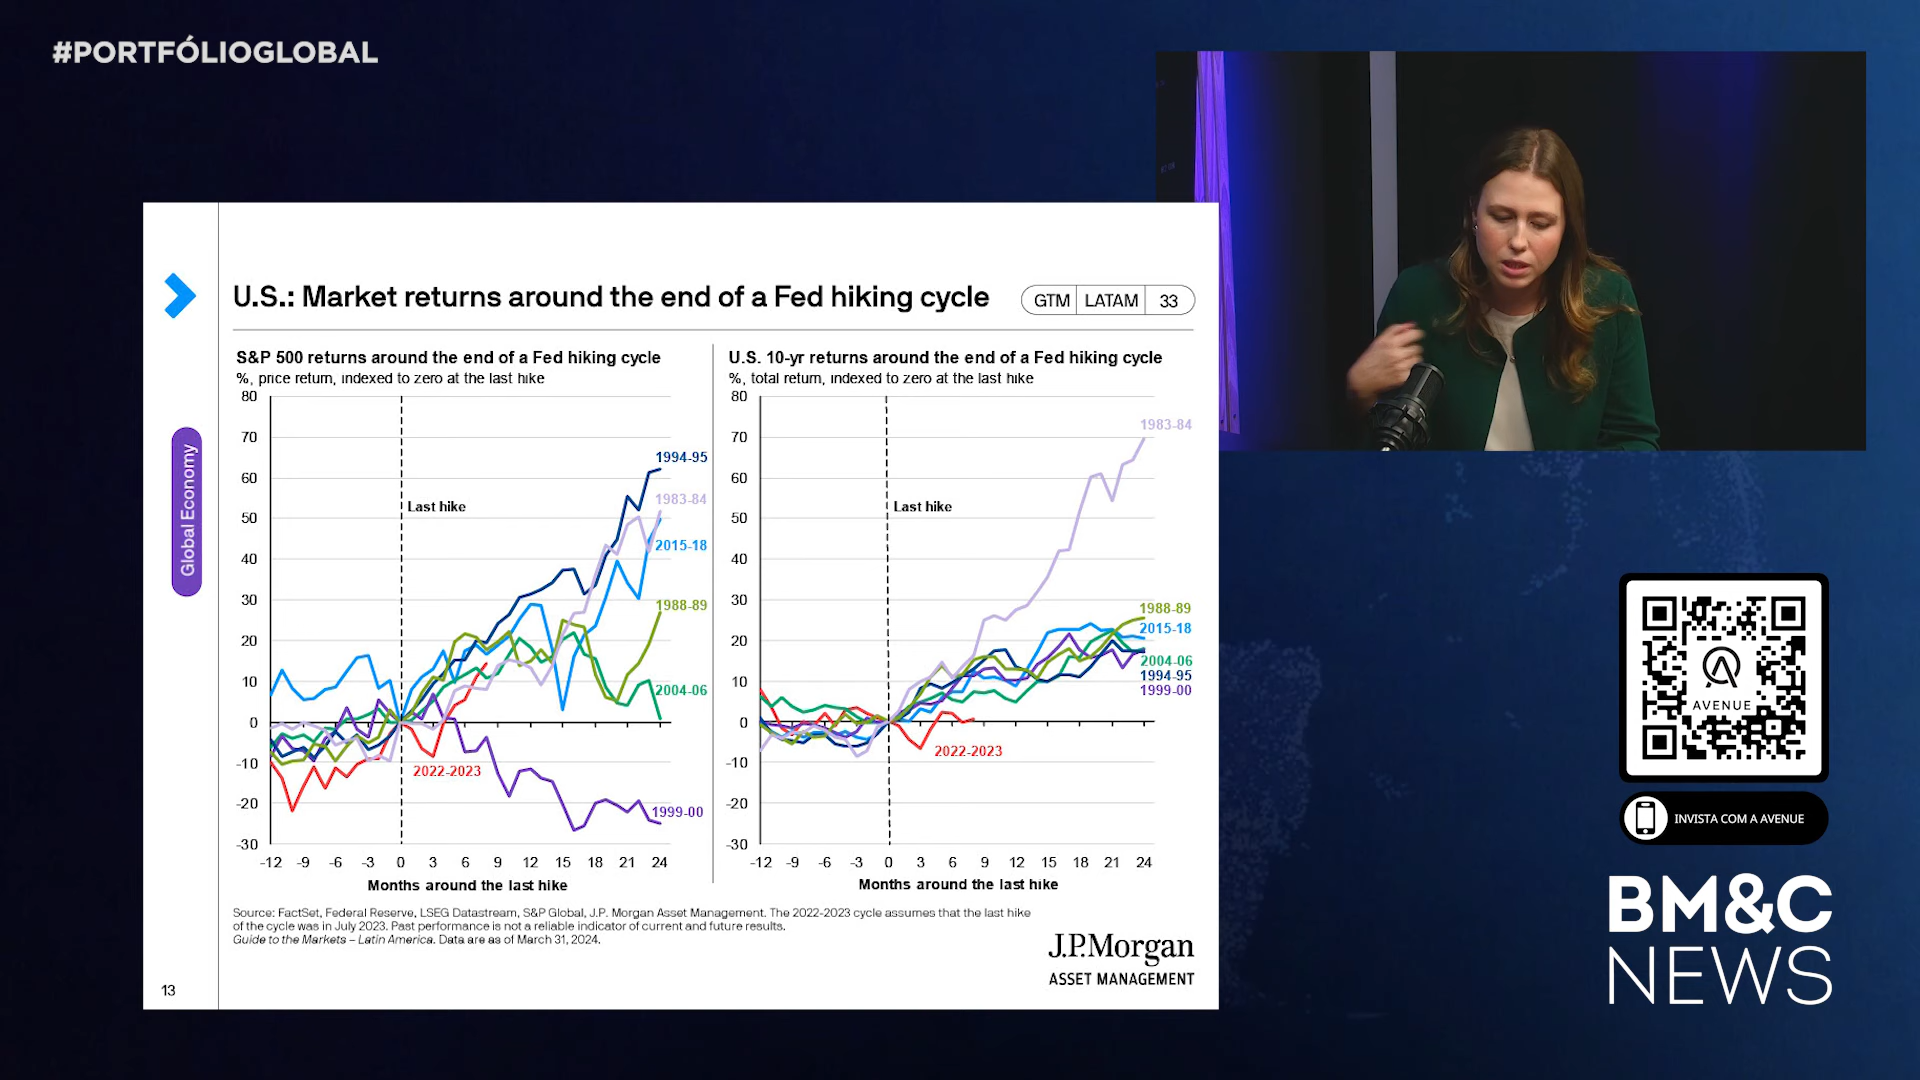 #PORTFÓLIOGLOBAL
U.S.: Market returns around the end of a Fed hiking cycle
GTM LATAM 33
Global Economy
S&P 500 returns around the end of a Fed hiking cycle
%, price return, indexed to zero at the last hike
80
70
60
50
40
30
20
10
0
-10
-20
-30
Last hike
1994-95
1983-84
2015-18
1988-89
2004-06
2022-2023
1999-00
-12 -9 -6 -3 0 3 6 9 12 15 18 21 24
Months around the last hike
U.S. 10-yr returns around the end of a Fed hiking cycle
%, total return, indexed to zero at the last hike
80
70
60
50
40
30
20
10
0
-10
-20
-30
Last hike
1983-84
1988-89
2015-18
2004-06
1994-95
1999-00
2022-2023
-12 -9 -6 -3 0 3 6 9 12 15 18 21 24
Months around the last hike
Source: FactSet, Federal Reserve, LSEG Datastream, S&P Global, J.P. Morgan Asset Management. The 2022-2023 cycle assumes that the last hike
of the cycle was in July 2023. Past performance is not a reliable indicator of current and future results.
Guide to the Markets – Latin America. Data are as of March 31, 2024.
J.P.Morgan
ASSET MANAGEMENT
13
AVENUE
INVISTA COM A AVENUE
BM&C
NEWS